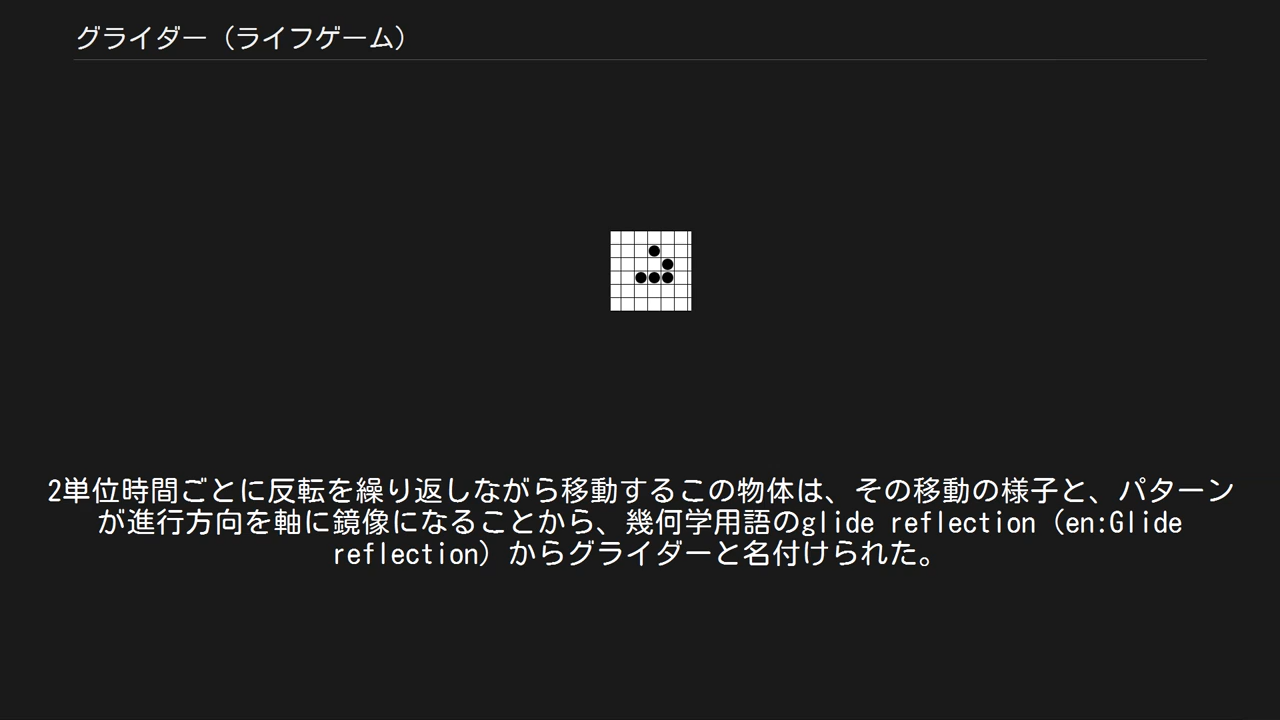 グライダー（ライフゲーム）
2単位時間ごとに反転を繰り返しながら移動するこの物体は、その移動の様子と、パターン
が進行方向を軸に鏡像になることから、幾何学用語のglide reflection（en:Glide
reflection）からグライダーと名付けられた。